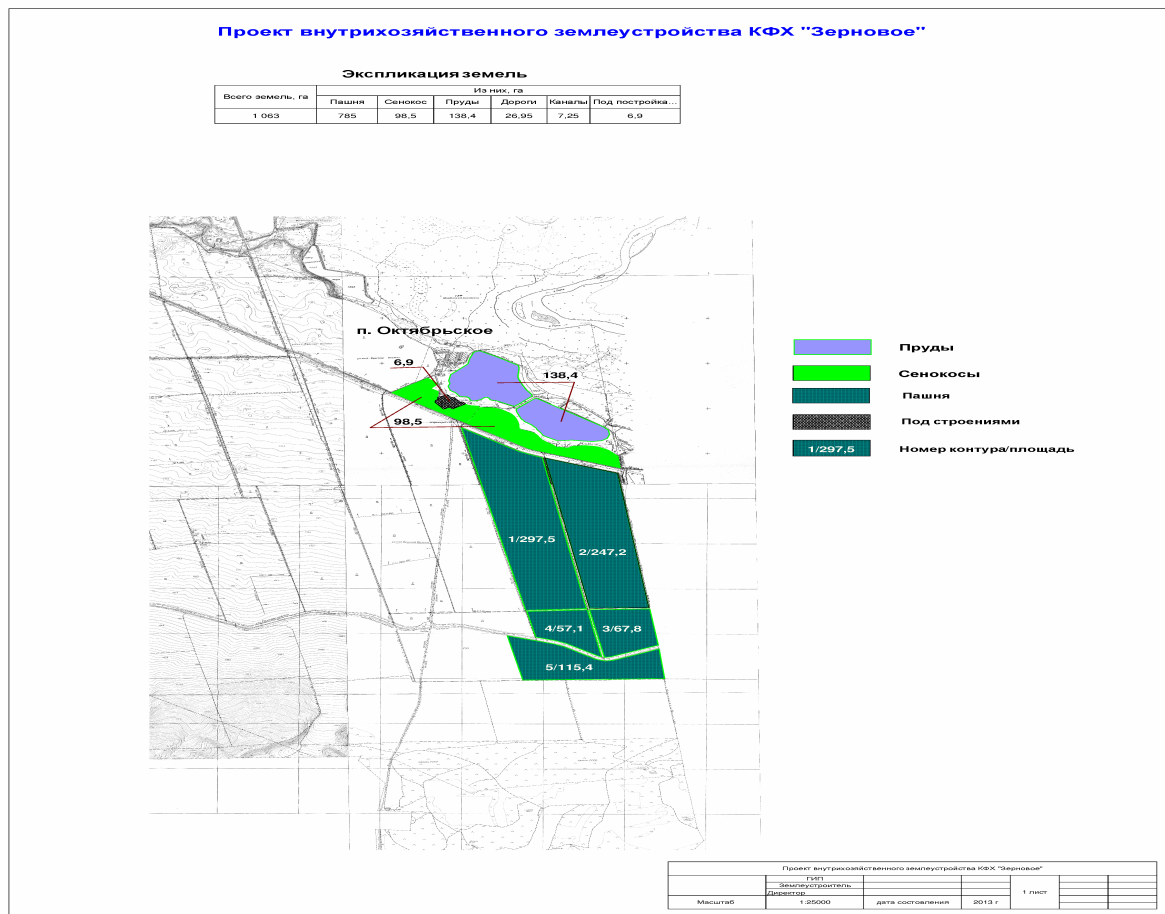 Проект внутрихозяйственного землеустройства КФХ "Зерновое"
Экспликация земель
Всего земель, га
Из них, га
Пашня Сенокос Пруды Дороги Каналы Под постройка...
1 063 785 98,5 138,4 26,95 7,25 6,9
п. Октябрьское
6,9
138,4
98,5
1/297,5
2/247,2
4/57,1
3/67,8
5/115,4
Пруды
Сенокосы
Пашня
Под строениями
1/297,5 Номер контура/площадь
Проект внутрихозяйственного землеустройства КФХ "Зерновое"
ГИП
Землеустроитель
Директор
1 лист
Масштаб 1:25000 дата составления 2013 г